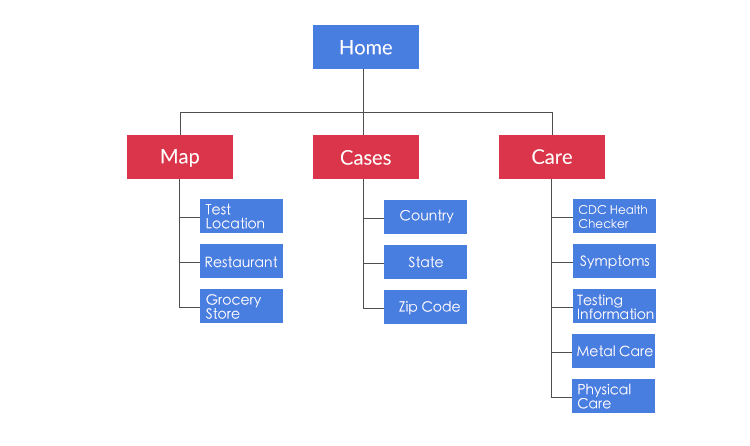 Home
Map
Cases
Care
Test
Location
Restaurant
Grocery
Store
Country
State
Zip Code
CDC Health
Checker
Symptoms
Testing
Information
Metal Care
Physical
Care